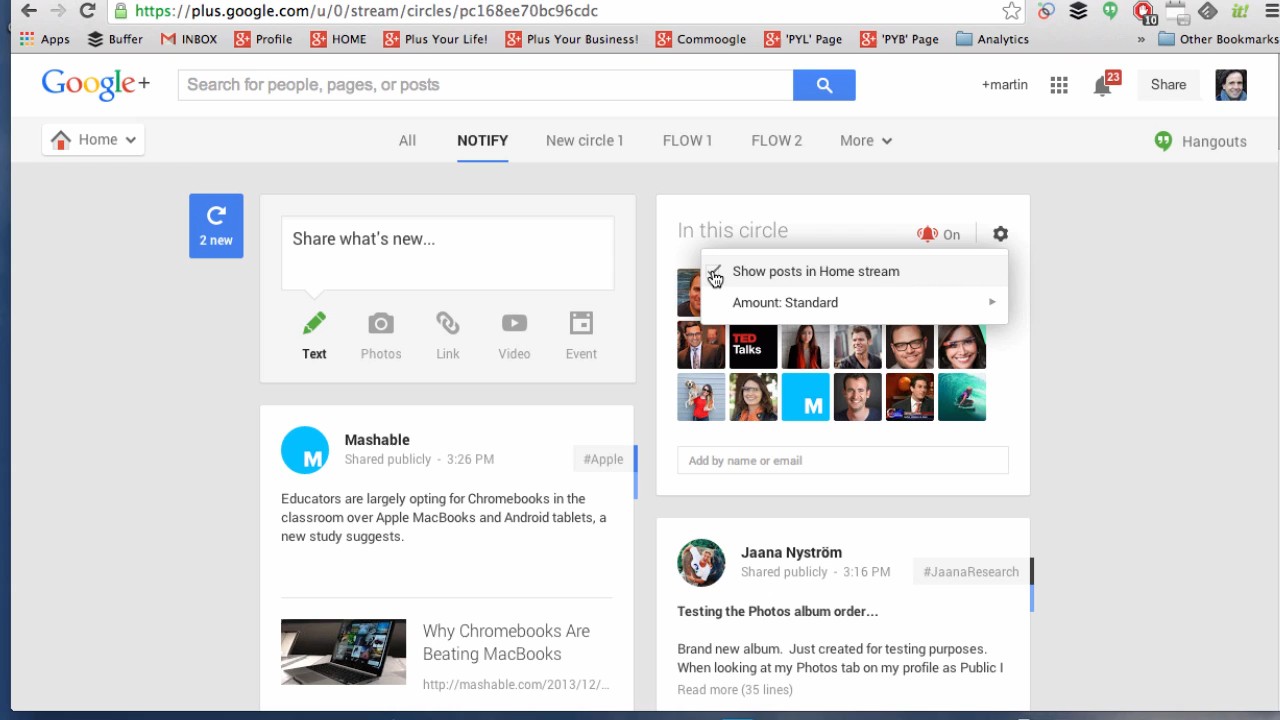 https://plus.google.com/u/0/stream/circles/pc168ee70bc96cdc
10
it!
Apps Buffer INBOX Profile HOME Plus Your Life! Plus Your Business! Commoogle 'PYL' Page 'PYB' Page Analytics » Other Bookmarks
Google+
Search for people, pages, or posts
+martin
23
Share
Home
All NOTIFY New circle 1 FLOW 1 FLOW 2 More
Hangouts
2 new
Share what's new...
Text Photos Link Video Event
In this circle
On
Show posts in Home stream
Amount: Standard
TED
Talks
M
Add by name or email
M
Mashable
Shared publicly - 3:26 PM
#Apple
Educators are largely opting for Chromebooks in the
classroom over Apple MacBooks and Android tablets, a
new study suggests.
Why Chromebooks Are
Beating MacBooks
http://mashable.com/2013/12/...
Jaana Nyström
Shared publicly - 3:16 PM
#JaanaResearch
Testing the Photos album order...
Brand new album. Just created for testing purposes.
When looking at my Photos tab on my profile as Public I
Read more (35 lines)